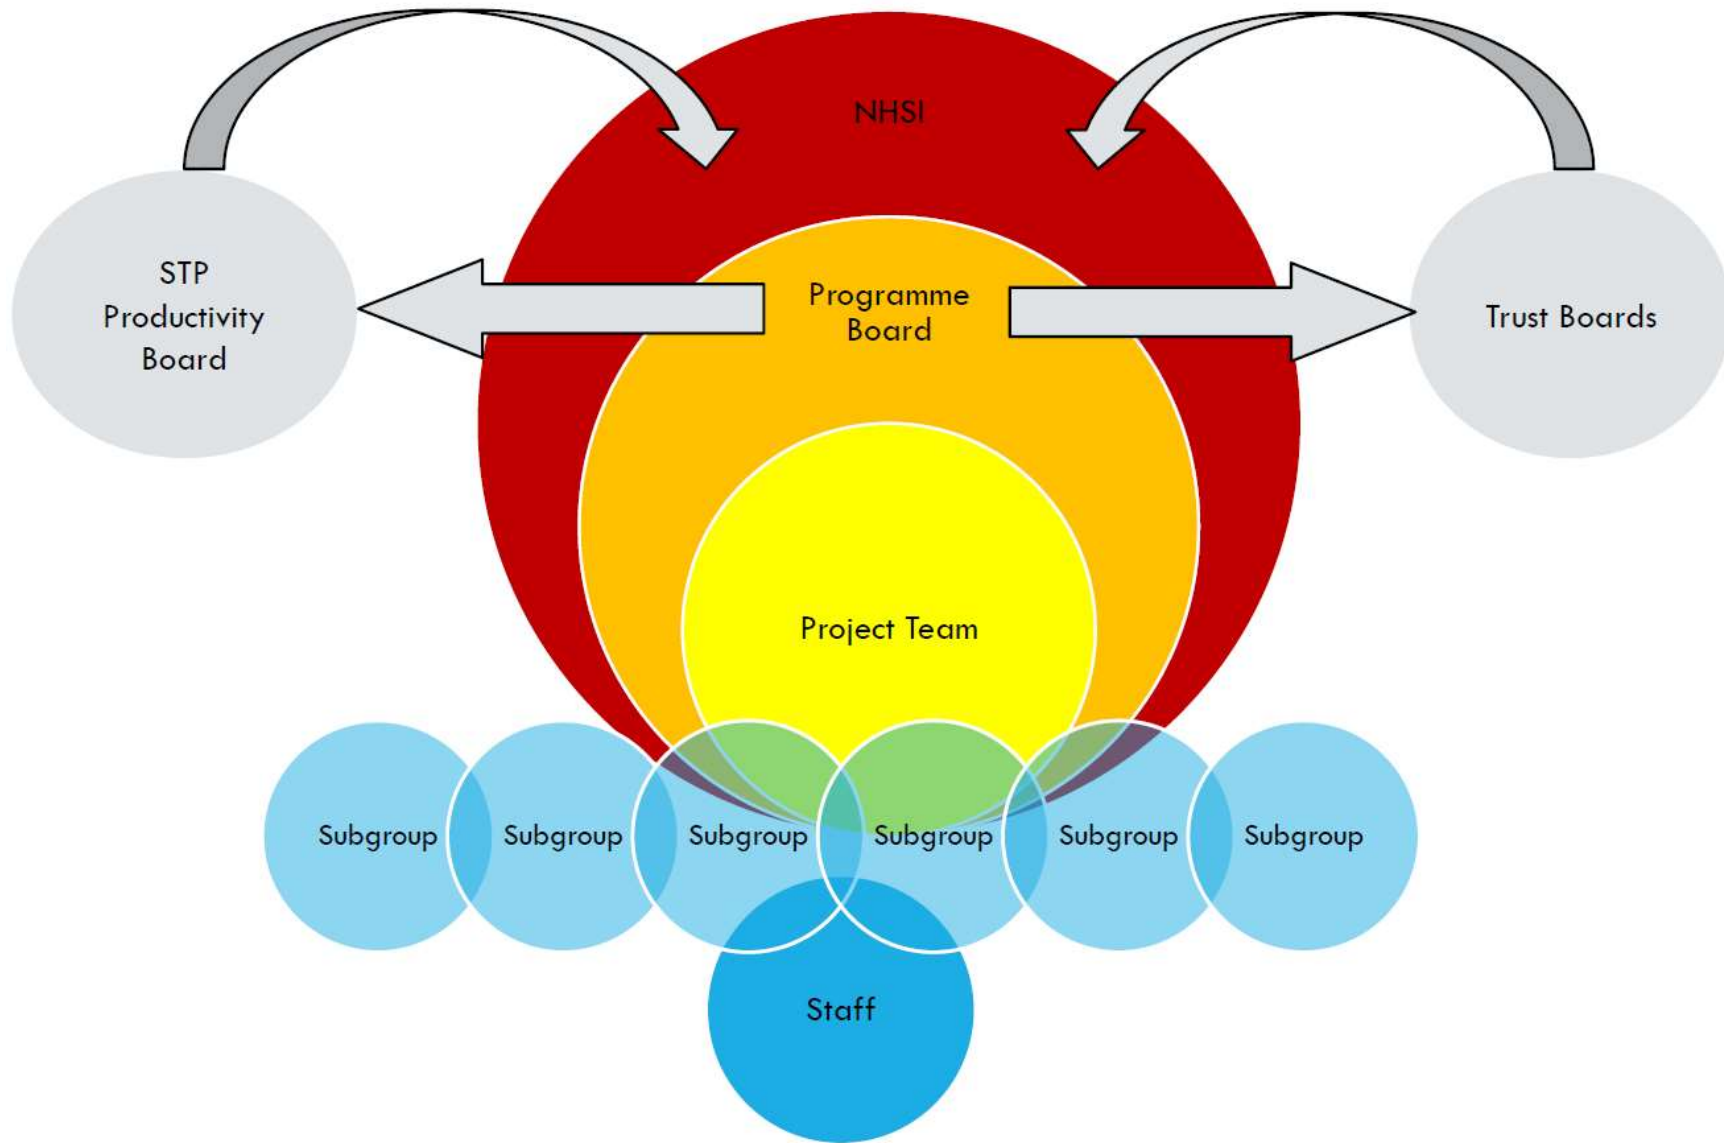 NHSI
STP
Productivity
Board
Programme
Board
Trust Boards
Project Team
Subgroup
Subgroup
Subgroup
Subgroup
Subgroup
Subgroup
Staff